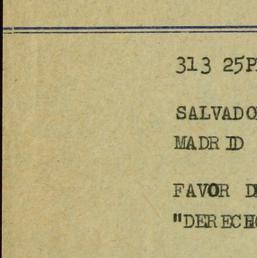 313 25P
SALVADO
MADRID
FAVOR D
"DERECHO